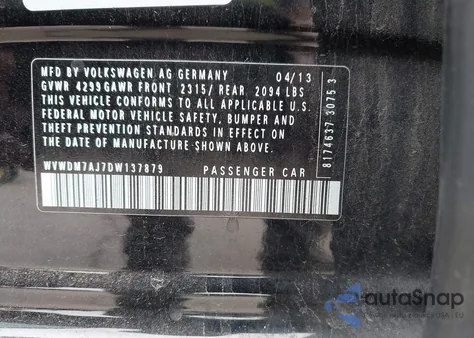 MFD BY VOLKSWAGEN AG GERMANY 04/13
GVWR 4299 GAWR FRONT 2315/ REAR 2094 LBS
THIS VEHICLE CONFORMS TO ALL APPLICABLE U.S.
FEDERAL MOTOR VEHICLE SAFETY, BUMPER AND
THEFT PREVENTION STANDARDS IN EFFECT ON
THE DATE OF MANUFACTURE SHOWN ABOVE.
WVWDM7AJ7DW137879 PASSENGER CAR
8174637 3075 3
autoSnap